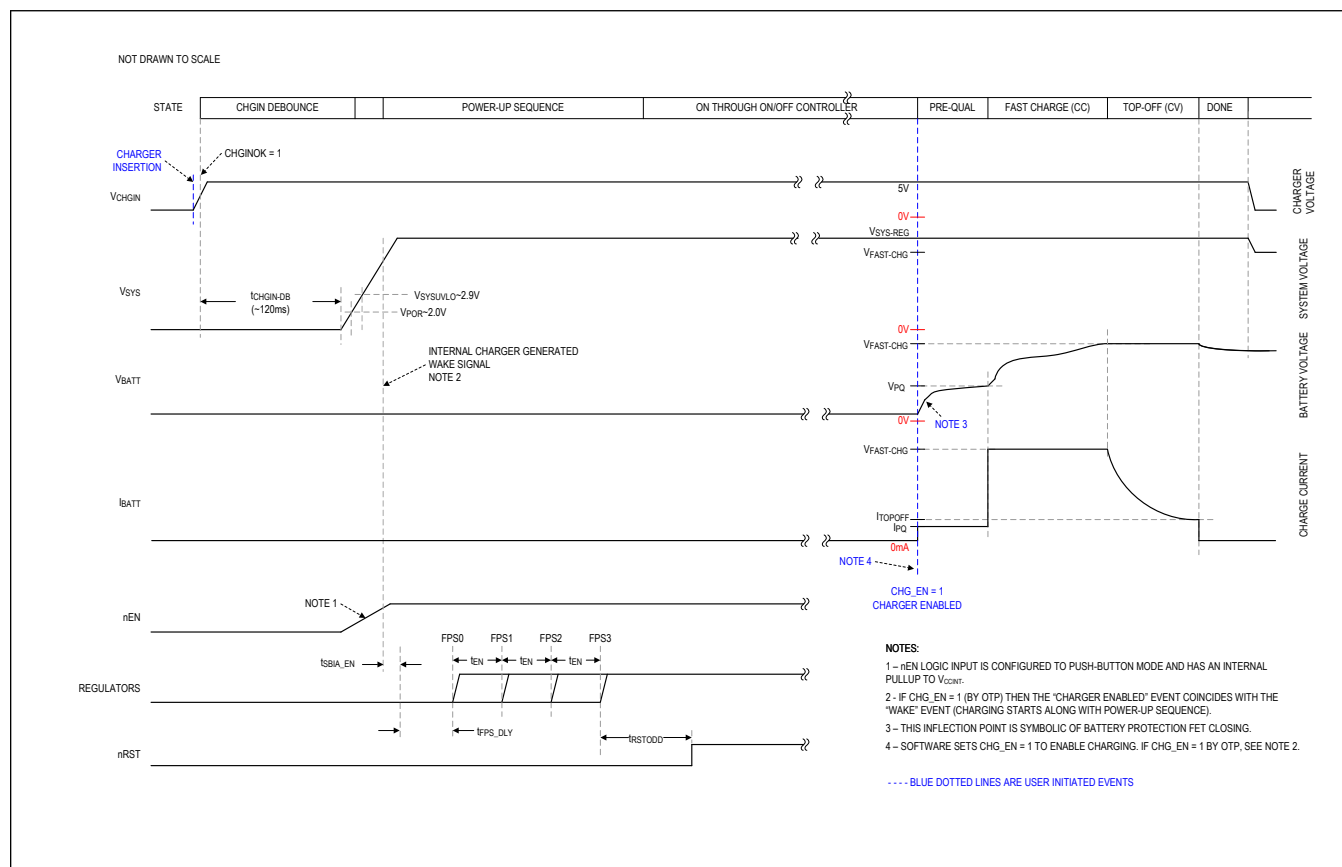 NOT DRAWN TO SCALE
STATE
CHGIN DEBOUNCE
POWER-UP SEQUENCE
ON THROUGH ON/OFF CONTROLLER
PRE-QUAL
FAST CHARGE (CC)
TOP-OFF (CV)
DONE
CHARGER
INSERTION
CHGINOK = 1
VCHGIN
5V
0V
CHARGER
VOLTAGE
VSYS-REG
VFAST-CHG
VSYS
tCHGIN-DB
(~120ms)
VSYSUVLO~2.9V
VPOR~2.0V
0V
SYSTEM VOLTAGE
INTERNAL CHARGER GENERATED
WAKE SIGNAL
NOTE 2
VFAST-CHG
VBATT
VPQ
NOTE 3
0V
BATTERY VOLTAGE
VFAST-CHG
IBATT
ITOPOFF
IPQ
0mA
CHARGE CURRENT
NOTE 4
CHG_EN = 1
CHARGER ENABLED
NOTE 1
nEN
FPS0
FPS1
FPS2
FPS3
tSBIA_EN
tEN
tEN
tEN
REGULATORS
tFPS_DLY
tRSTODD
nRST
NOTES:
1 – nEN LOGIC INPUT IS CONFIGURED TO PUSH-BUTTON MODE AND HAS AN INTERNAL
PULLUP TO VCCINT.
2 - IF CHG_EN = 1 (BY OTP) THEN THE “CHARGER ENABLED” EVENT COINCIDES WITH THE
“WAKE” EVENT (CHARGING STARTS ALONG WITH POWER-UP SEQUENCE).
3 – THIS INFLECTION POINT IS SYMBOLIC OF BATTERY PROTECTION FET CLOSING.
4 – SOFTWARE SETS CHG_EN = 1 TO ENABLE CHARGING. IF CHG_EN = 1 BY OTP, SEE NOTE 2.
- - - - BLUE DOTTED LINES ARE USER INITIATED EVENTS